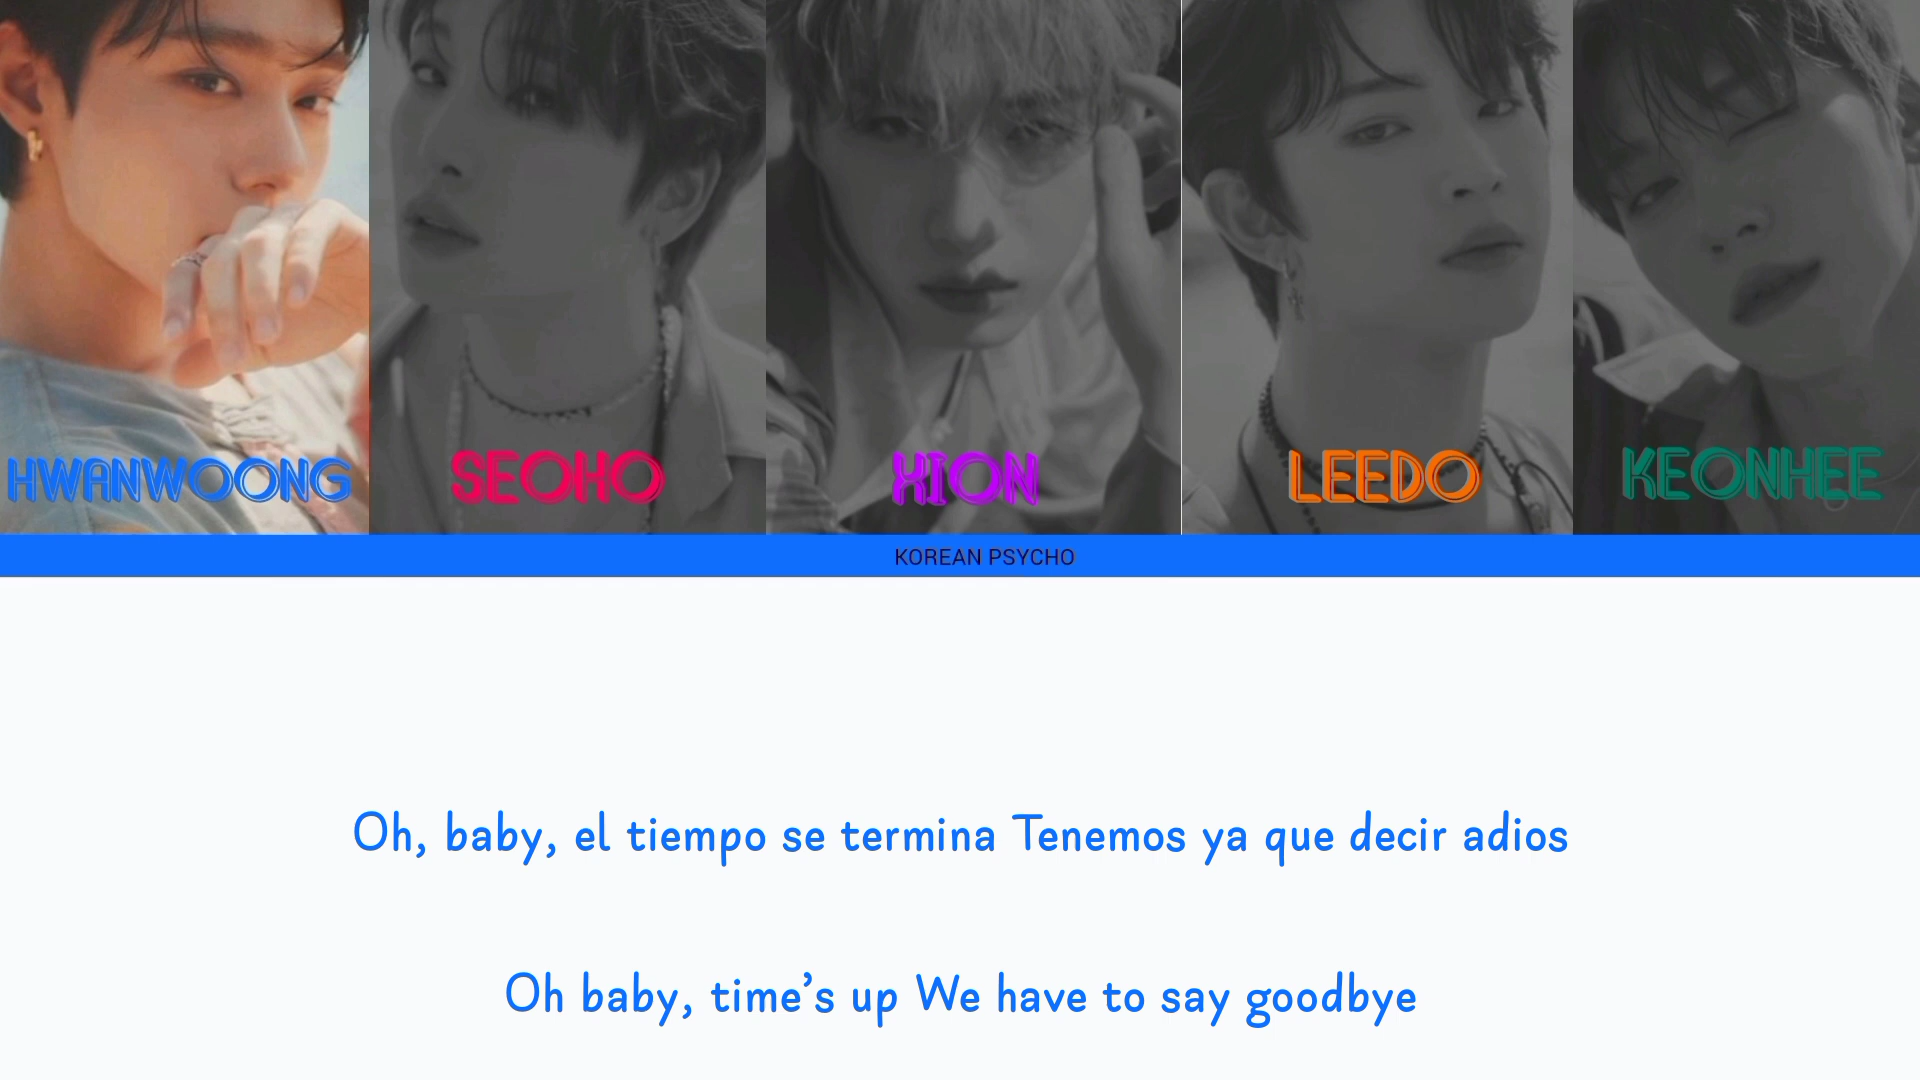 HWANWOONG SEOHO XION LEEDO KEONHEE
KOREAN PSYCHO
Oh, baby, el tiempo se termina Tenemos ya que decir adios
Oh baby, time’s up We have to say goodbye